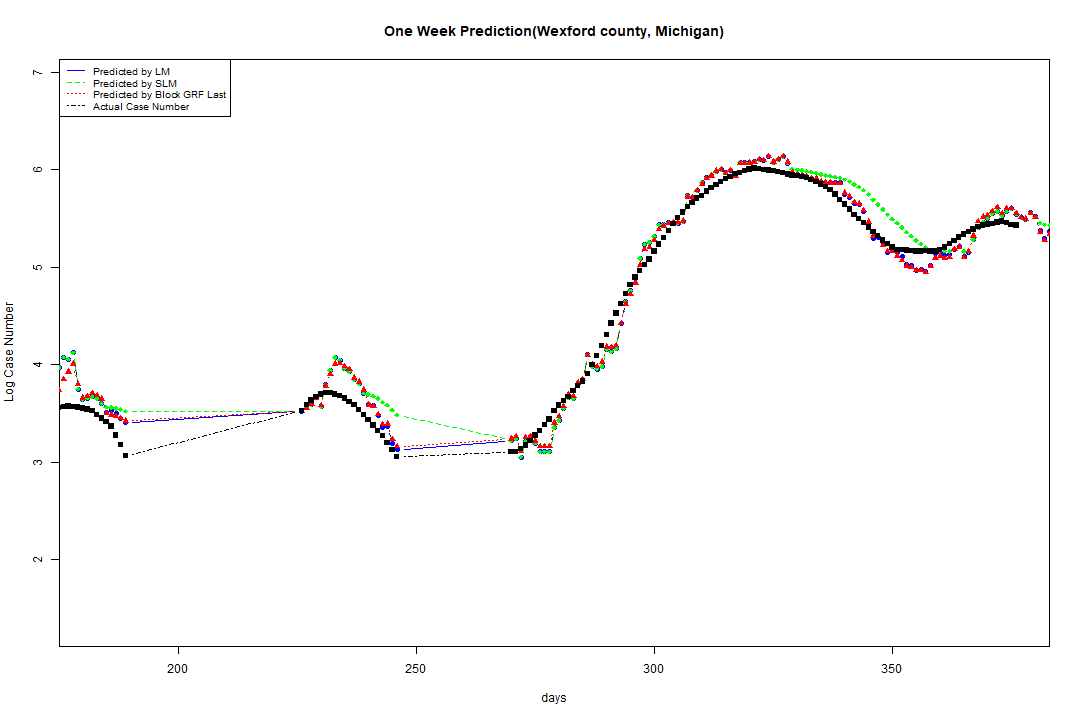 One Week Prediction(Wexford county, Michigan)
Predicted by LM
Predicted by SLM
Predicted by Block GRF Last
Actual Case Number
7
6
5
4
3
2
Log Case Number
200 250 300 350
days